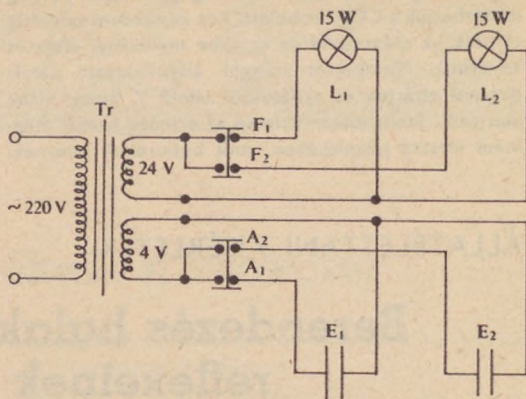 15 W 15 W
L₁ L₂
Tr
F₁
F₂
24 V
~ 220 V
4 V
A₂
A₁
E₁ E₂